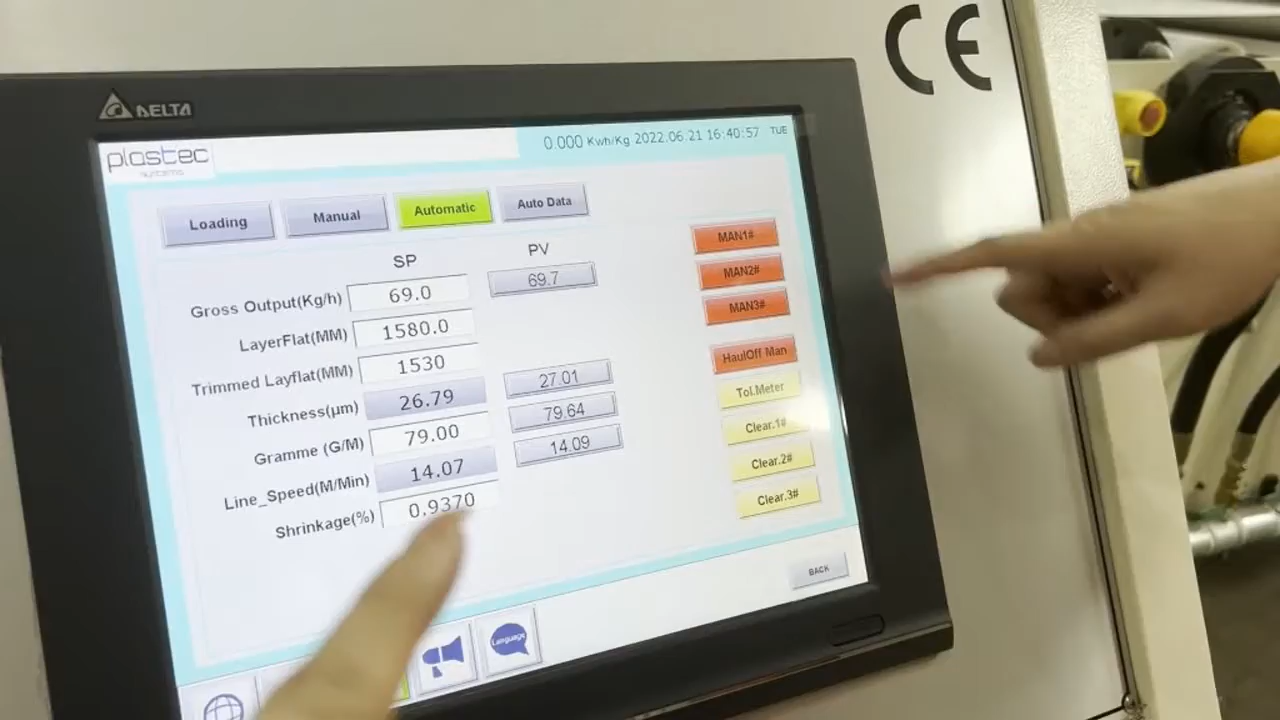 CE
DELTA
plastec
systems
0.000 Kwh/Kg 2022.06.21 16:40:57 TUE
Loading Manual Automatic Auto Data
SP PV
Gross Output(Kg/h) 69.0 69.7
LayerFlat(MM) 1580.0
Trimmed Layflat(MM) 1530
Thickness(µm) 26.79 27.01
Gramme (G/M) 79.00 79.64
Line_Speed(M/Min) 14.07 14.09
Shrinkage(%) 0.9370
MAN1#
MAN2#
MAN3#
HaulOff Man
Tol.Meter
Clear.1#
Clear.2#
Clear.3#
BACK
Language